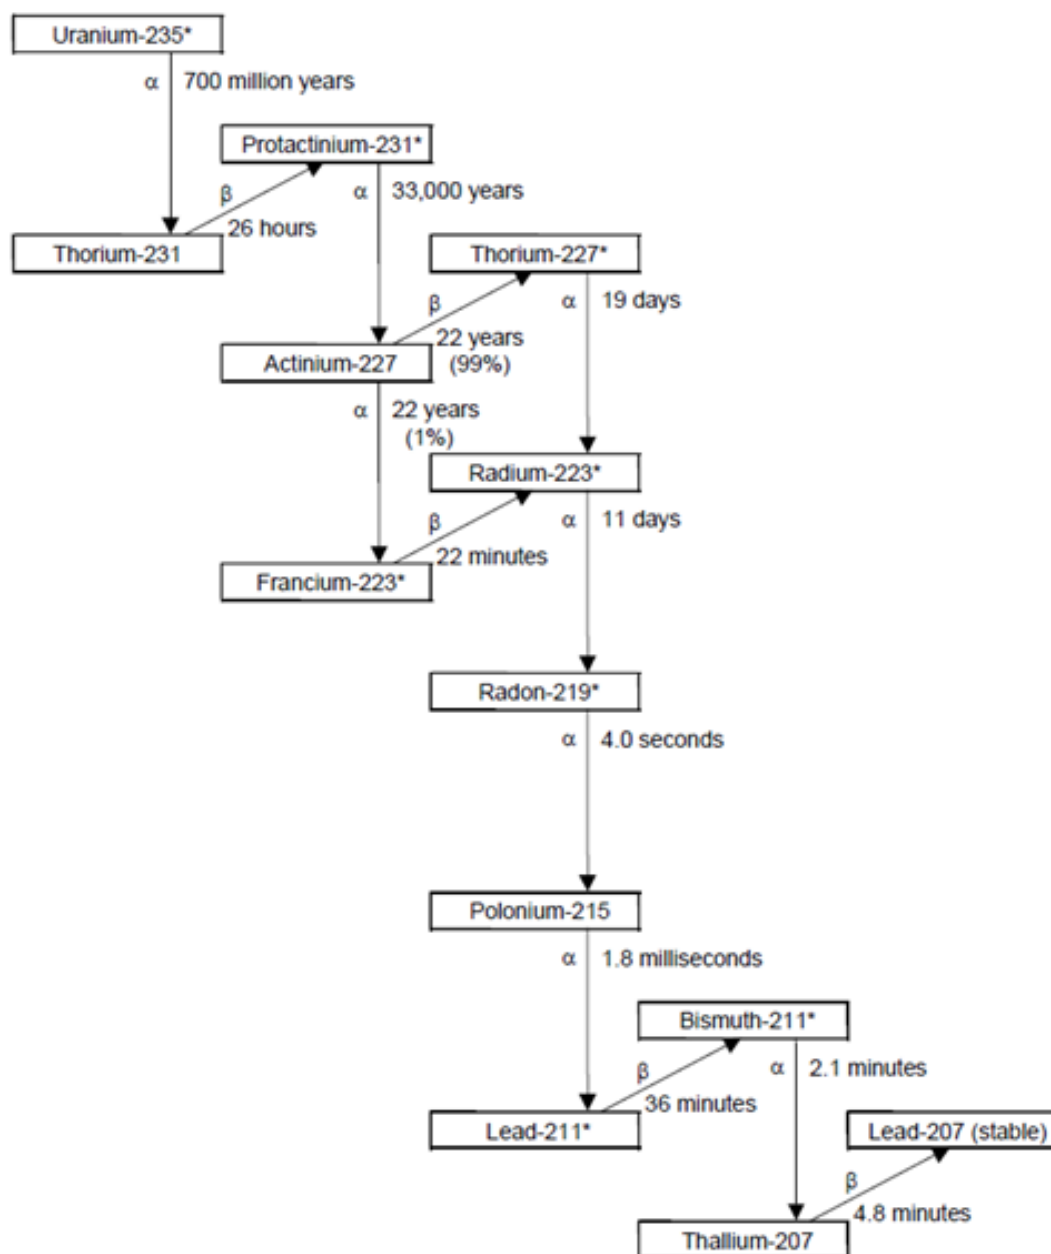 Uranium-235*
α 700 million years
Protactinium-231*
β
α 33,000 years
26 hours
Thorium-231
Thorium-227*
β
α 19 days
22 years
(99%)
Actinium-227
α 22 years
(1%)
Radium-223*
β
α 11 days
22 minutes
Francium-223*
Radon-219*
α 4.0 seconds
Polonium-215
α 1.8 milliseconds
Bismuth-211*
β
α 2.1 minutes
36 minutes
Lead-211*
Lead-207 (stable)
β
4.8 minutes
Thallium-207